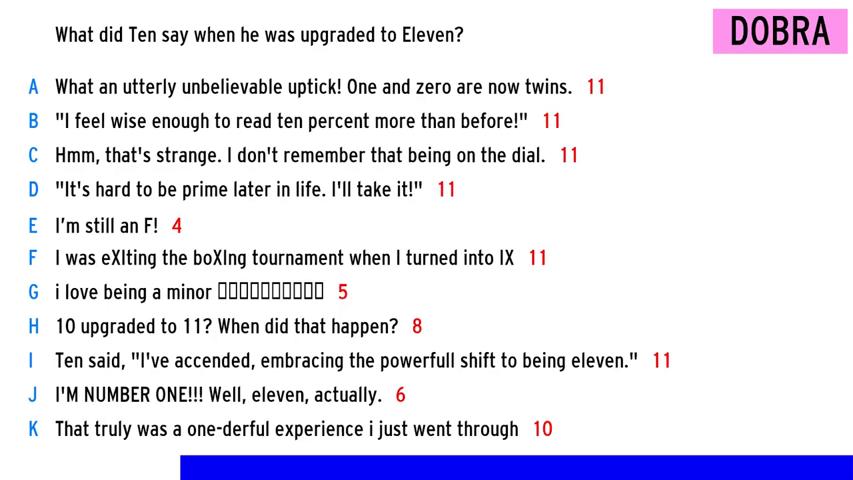 What did Ten say when he was upgraded to Eleven?
DOBRA
A What an utterly unbelievable uptick! One and zero are now twins. 11
B "I feel wise enough to read ten percent more than before!" 11
C Hmm, that's strange. I don't remember that being on the dial. 11
D "It's hard to be prime later in life. I'll take it!" 11
E I’m still an F! 4
F I was eXIting the boXIng tournament when I turned into IX 11
G i love being a minor 5
H 10 upgraded to 11? When did that happen? 8
I Ten said, "I've accended, embracing the powerfull shift to being eleven." 11
J I'M NUMBER ONE!!! Well, eleven, actually. 6
K That truly was a one-derful experience i just went through 10